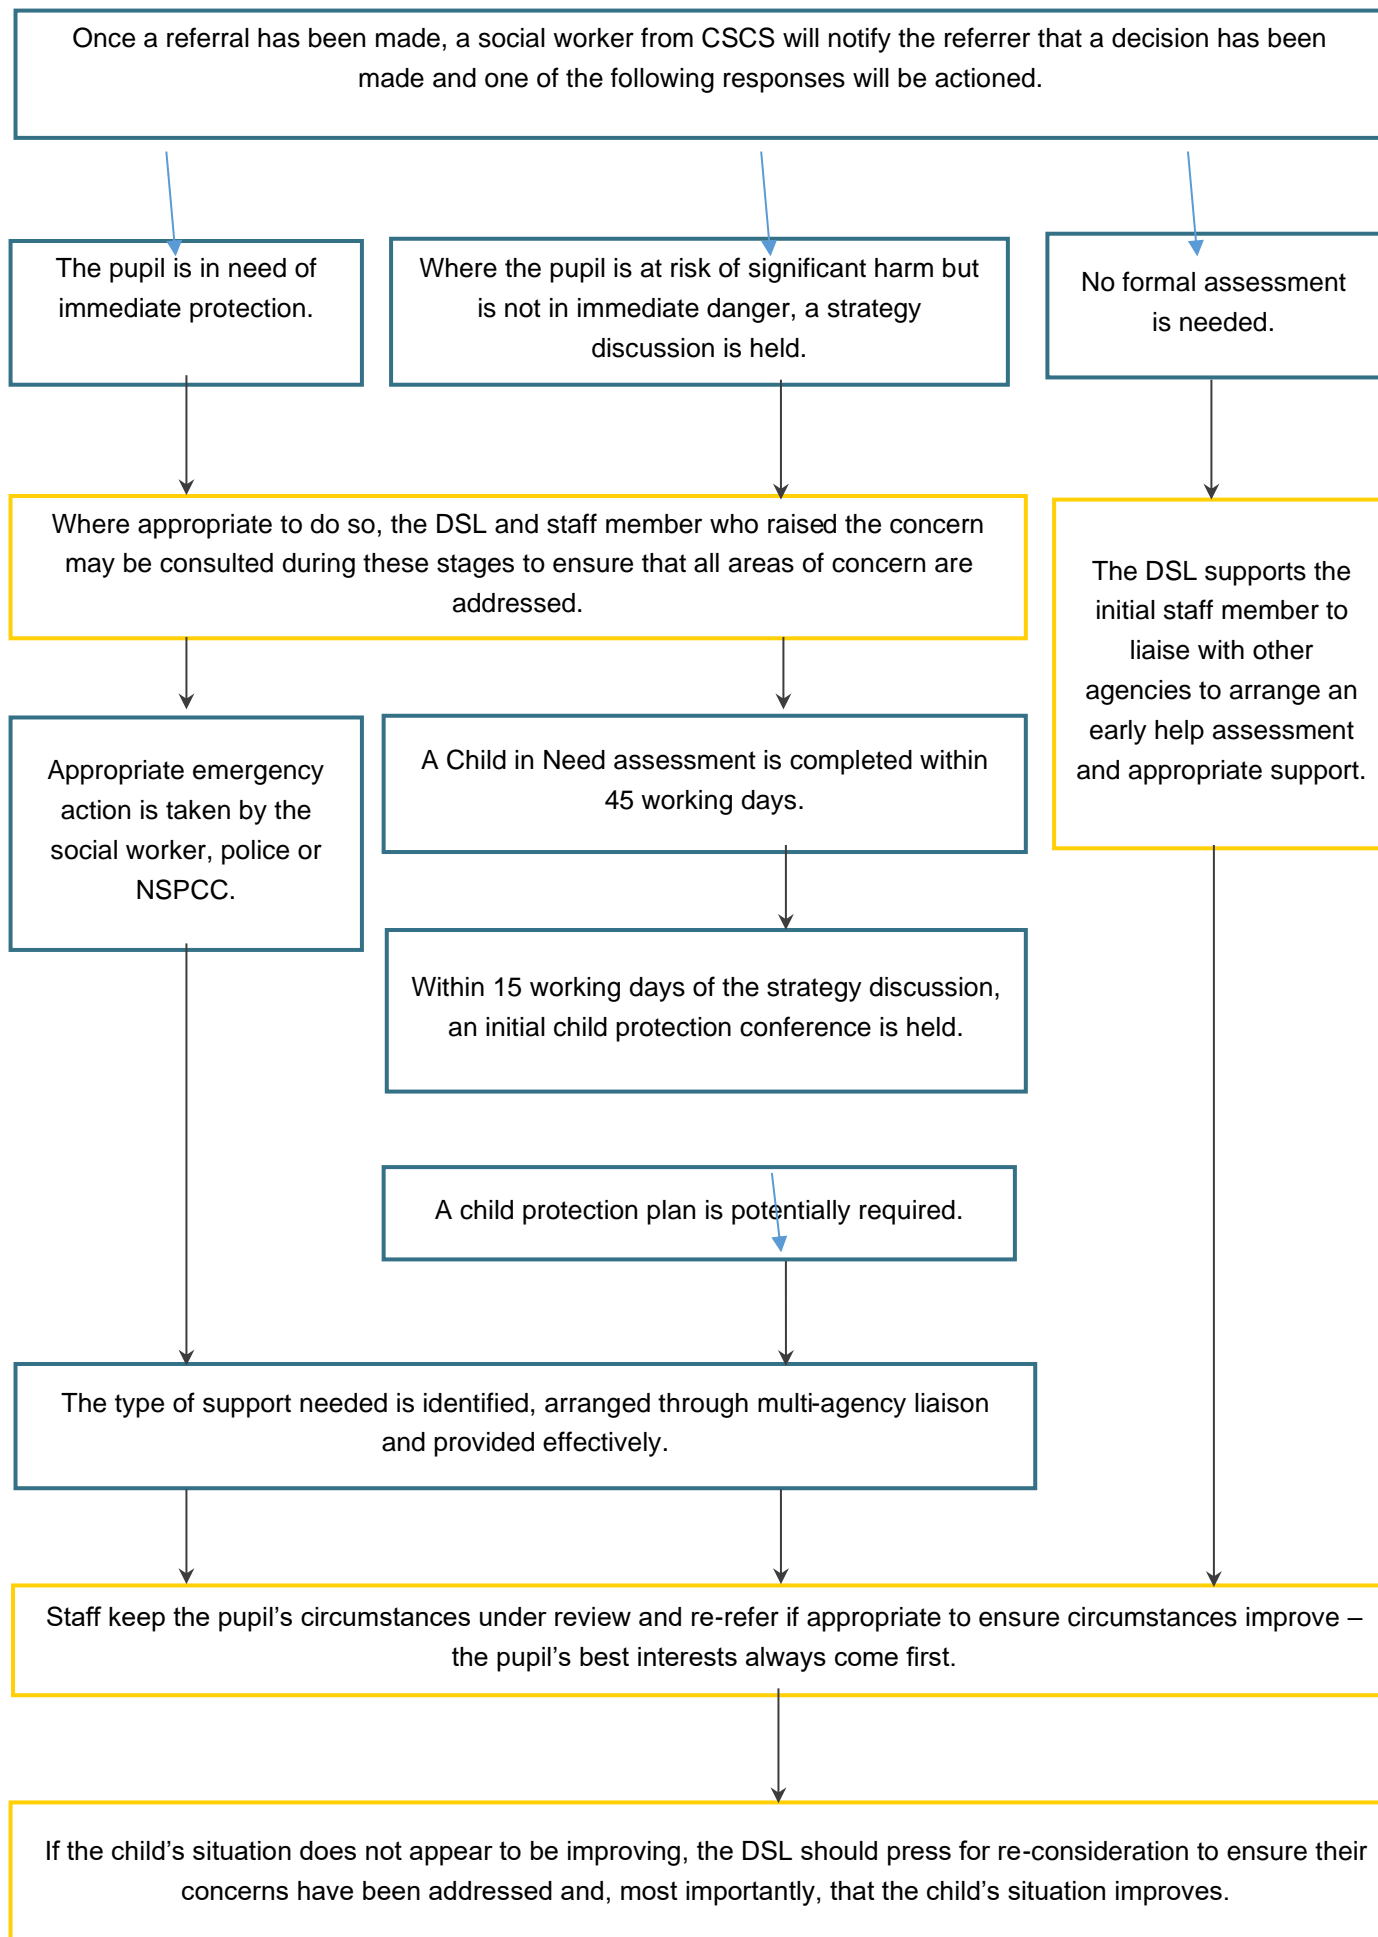 Once a referral has been made, a social worker from CSCS will notify the referrer that a decision has been
made and one of the following responses will be actioned.
The pupil is in need of
immediate protection.
Where the pupil is at risk of significant harm but
is not in immediate danger, a strategy
discussion is held.
No formal assessment
is needed.
Where appropriate to do so, the DSL and staff member who raised the concern
may be consulted during these stages to ensure that all areas of concern are
addressed.
The DSL supports the
initial staff member to
liaise with other
agencies to arrange an
early help assessment
and appropriate support.
Appropriate emergency
action is taken by the
social worker, police or
NSPCC.
A Child in Need assessment is completed within
45 working days.
Within 15 working days of the strategy discussion,
an initial child protection conference is held.
A child protection plan is potentially required.
The type of support needed is identified, arranged through multi-agency liaison
and provided effectively.
Staff keep the pupil’s circumstances under review and re-refer if appropriate to ensure circumstances improve –
the pupil’s best interests always come first.
If the child’s situation does not appear to be improving, the DSL should press for re-consideration to ensure their
concerns have been addressed and, most importantly, that the child’s situation improves.